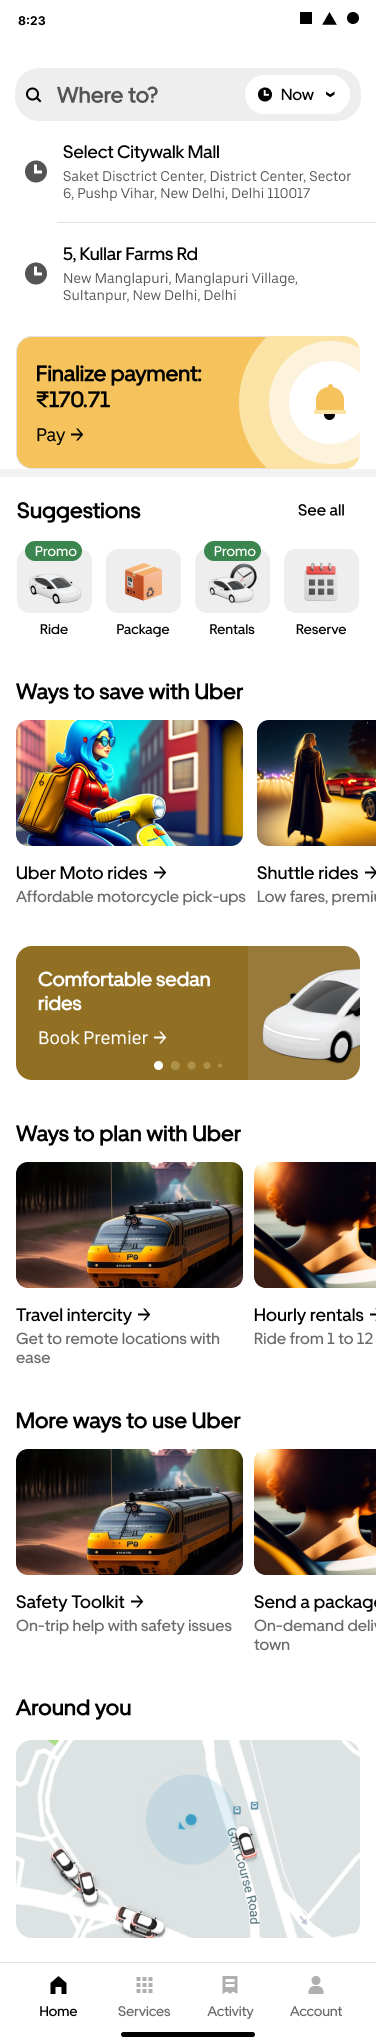 8:23
Where to?
Now
Select Citywalk Mall
Saket Disctrict Center, District Center, Sector
6, Pushp Vihar, New Delhi, Delhi 110017
5, Kullar Farms Rd
New Manglapuri, Manglapuri Village,
Sultanpur, New Delhi, Delhi
Finalize payment:
₹170.71
Pay →
Suggestions
See all
Promo
Promo
Ride
Package
Rentals
Reserve
Ways to save with Uber
Uber Moto rides →
Shuttle rides →
Affordable motorcycle pick-ups
Low fares, premi
Comfortable sedan
rides
Book Premier →
Ways to plan with Uber
Travel intercity →
Hourly rentals →
Get to remote locations with
ease
Ride from 1 to 12
More ways to use Uber
Safety Toolkit →
Send a package
On-trip help with safety issues
On-demand deliv
town
Around you
Golf Course Road
Home
Services
Activity
Account